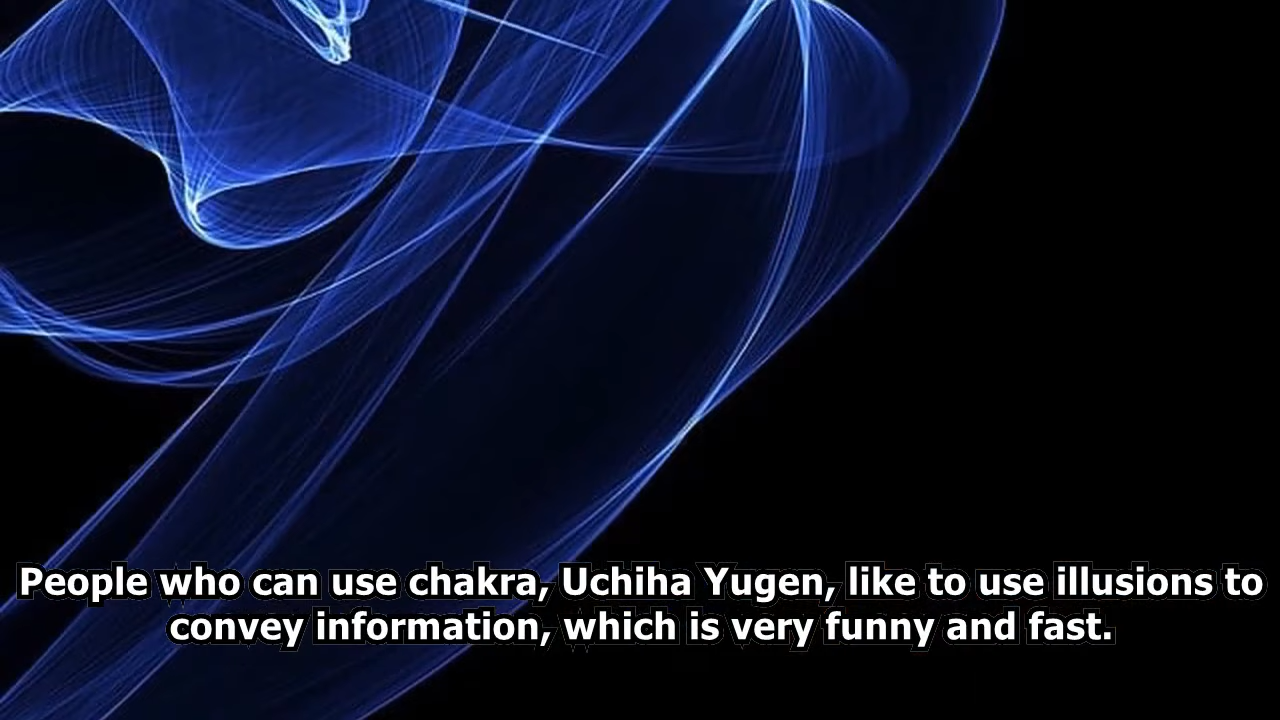 People who can use chakra, Uchiha Yugen, like to use illusions to
convey information, which is very funny and fast.